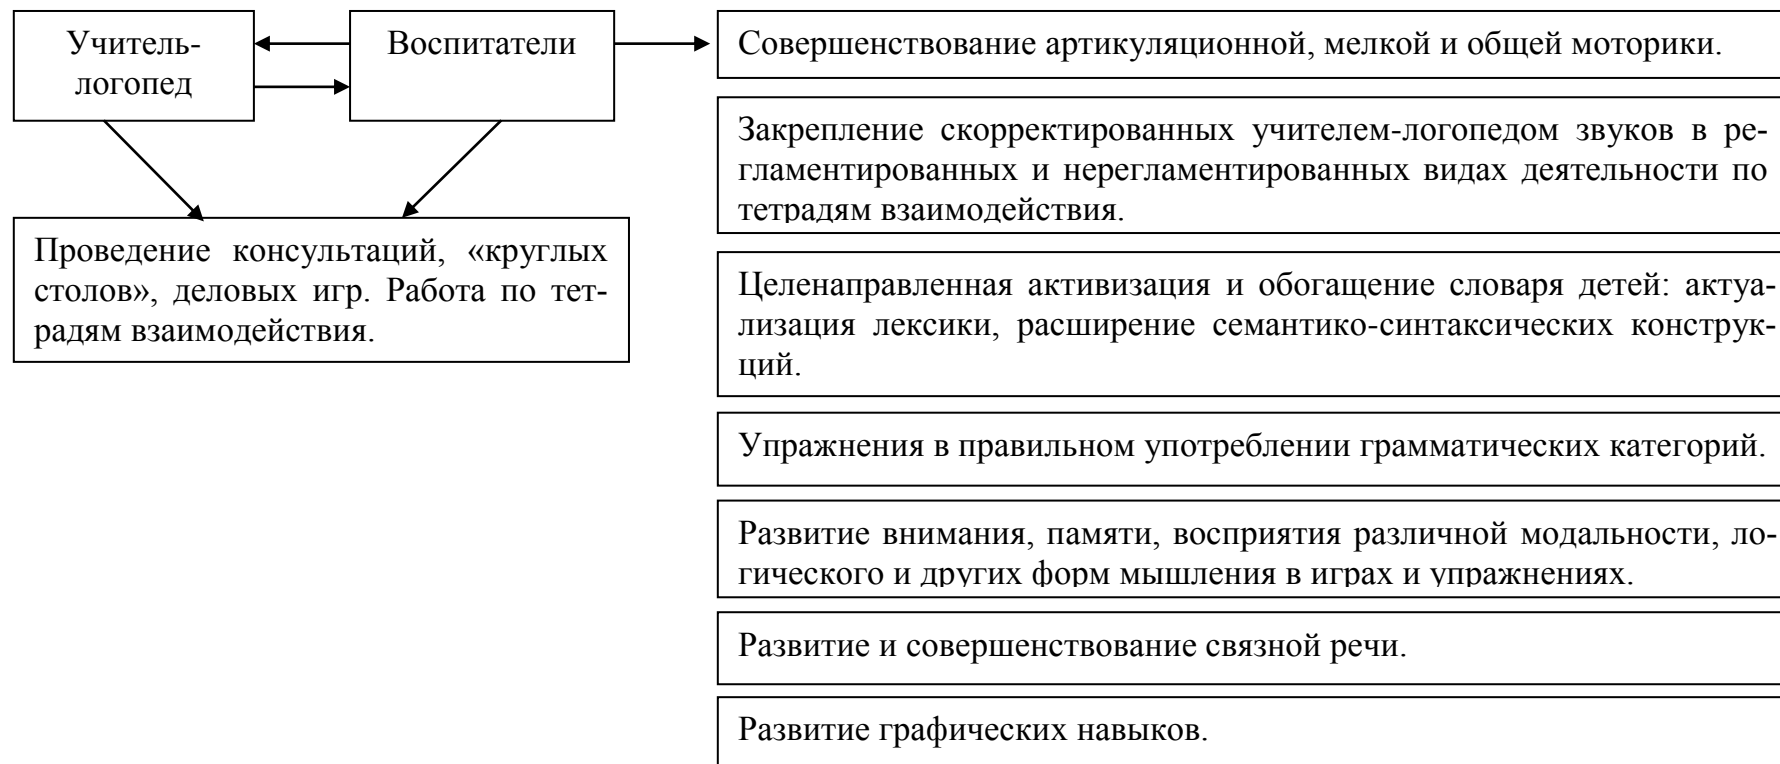 Учитель-
логопед
Воспитатели
Проведение консультаций, «круглых
столов», деловых игр. Работа по тет-
радям взаимодействия.
Совершенствование артикуляционной, мелкой и общей моторики.
Закрепление скорректированных учителем-логопедом звуков в ре-
гламентированных и нерегламентированных видах деятельности по
тетрадям взаимодействия.
Целенаправленная активизация и обогащение словаря детей: актуа-
лизация лексики, расширение семантико-синтаксических конструк-
ций.
Упражнения в правильном употреблении грамматических категорий.
Развитие внимания, памяти, восприятия различной модальности, ло-
гического и других форм мышления в играх и упражнениях.
Развитие и совершенствование связной речи.
Развитие графических навыков.